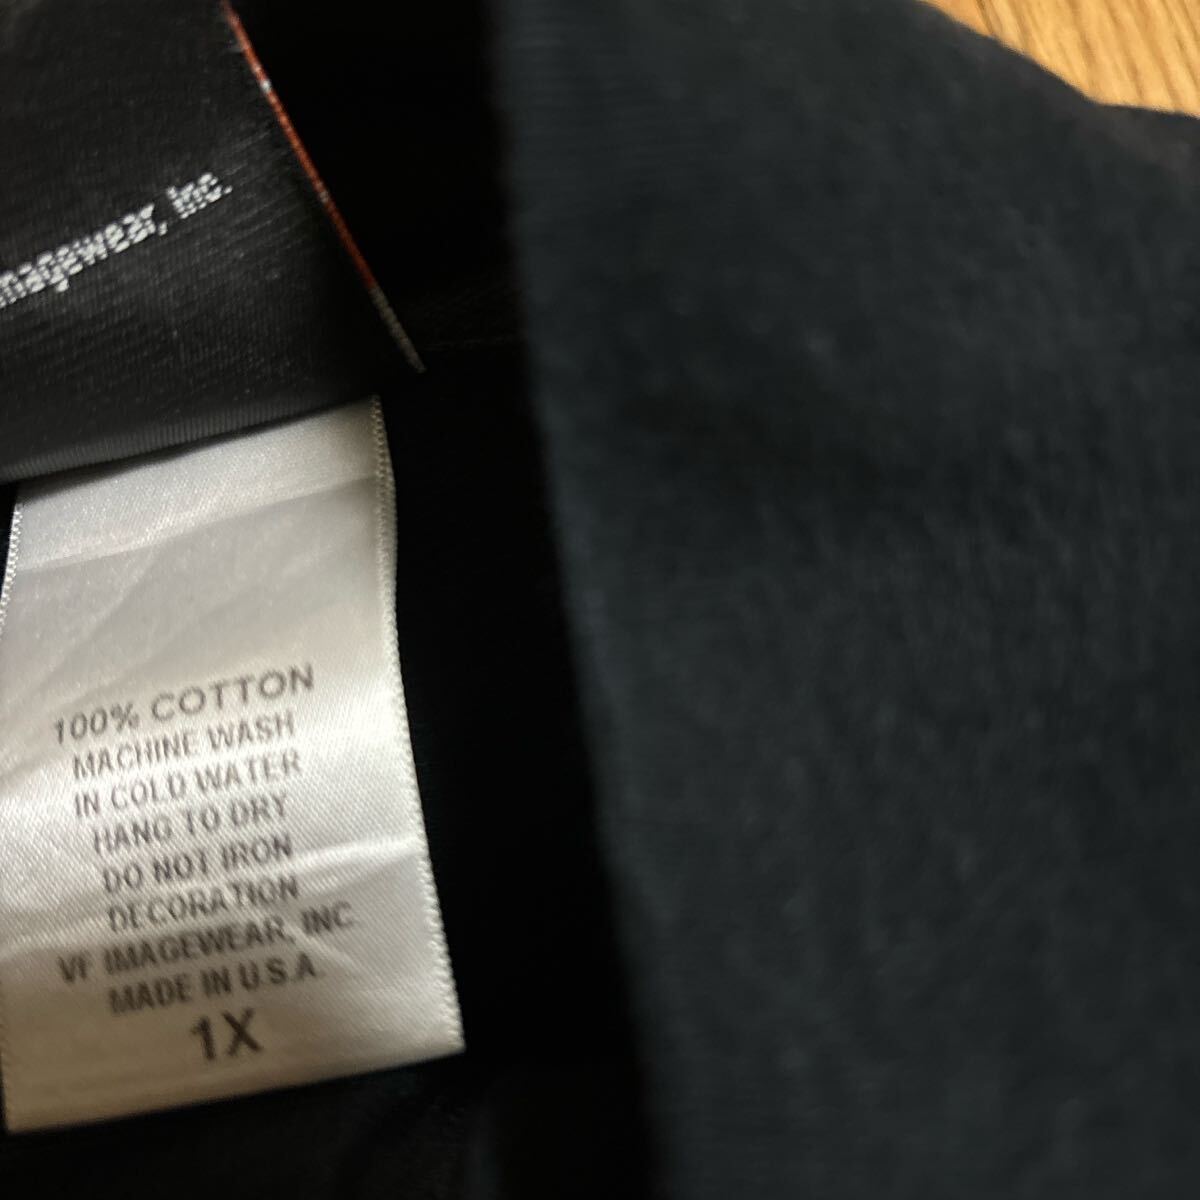 magewear, Inc.
100% COTTON
MACHINE WASH
IN COLD WATER
HANG TO DRY
DO NOT IRON
DECORATION
VF IMAGEWEAR, INC
MADE IN U.S.A.
1X